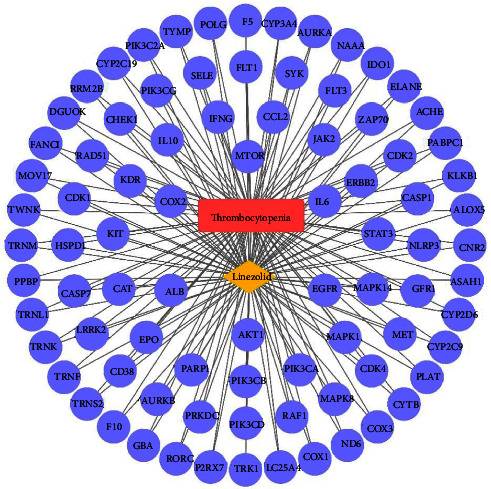 F5
POLG
CYP3A4
TYMP
AURKA
PIK3C2A
NAAA
CYP2C19
SELE
FLT1
SYK
IDO1
RRM2B
PIK3CG
FLT3
ELANE
DGUOK
CHEK1
IFNG
CCL2
ZAP70
ACHE
FANCI
RAD51
IL10
MTOR
JAK2
CDK2
PABPC1
MOV17
CDK1
KDR
COX2
IL6
ERBB2
CASP1
KLKB1
TWNK
Thrombocytopenia
ALOX5
TRNM
HSPD1
KIT
STAT3
NLRP3
CNR2
PPBP
CASP7
CAT
ALB
Linezolid
EGFR
MAPK14
GFR1
ASAH1
TRNL1
LRRK2
CYP2D6
TRNK
EPO
AKT1
MAPK1
MET
CYP2C9
TRNF
CD38
PARP1
PIK3CB
PIK3CA
CDK4
PLAT
TRNS2
AURKB
MAPK8
CYTB
F10
PRKDC
PIK3CD
RAF1
COX3
GBA
RORC
P2RX7
TRK1
LC25A4
COX1
ND6